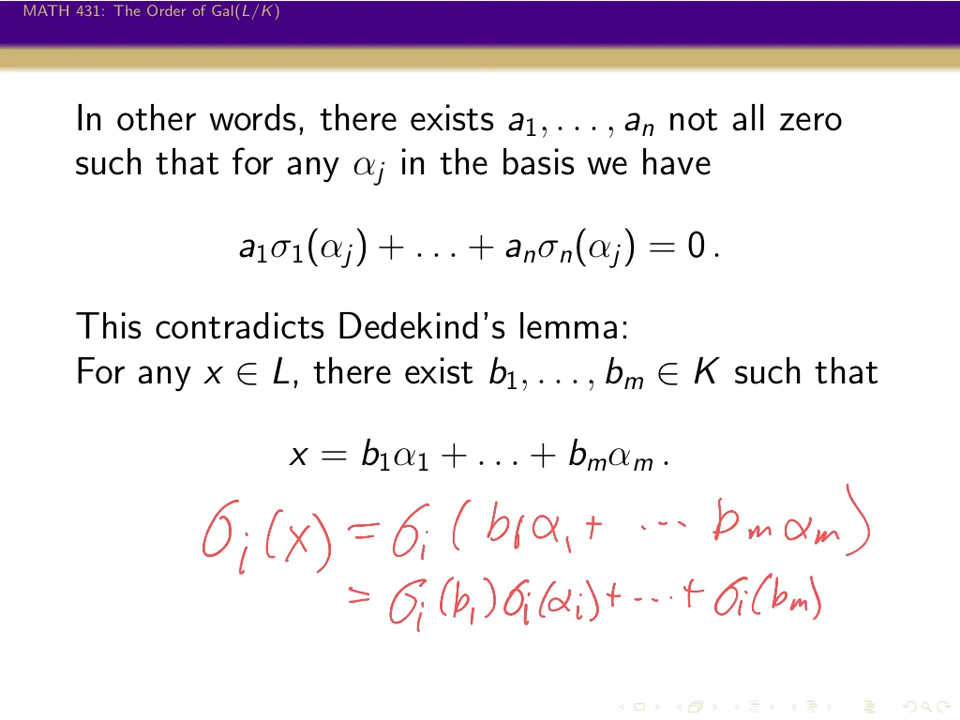 MATH 431: The Order of Gal(L/K)
In other words, there exists a₁, . . . , aₙ not all zero
such that for any αⱼ in the basis we have
a₁σ₁(αⱼ) + . . . + aₙσₙ(αⱼ) = 0 .
This contradicts Dedekind's lemma:
For any x ∈ L, there exist b₁, . . . , bₘ ∈ K such that
x = b₁α₁ + . . . + bₘαₘ .
σᵢ(x) = σᵢ(b₁α₁ + ... bₘαₘ)
= σᵢ(b₁)σᵢ(αᵢ) + ... + σᵢ(bₘ)